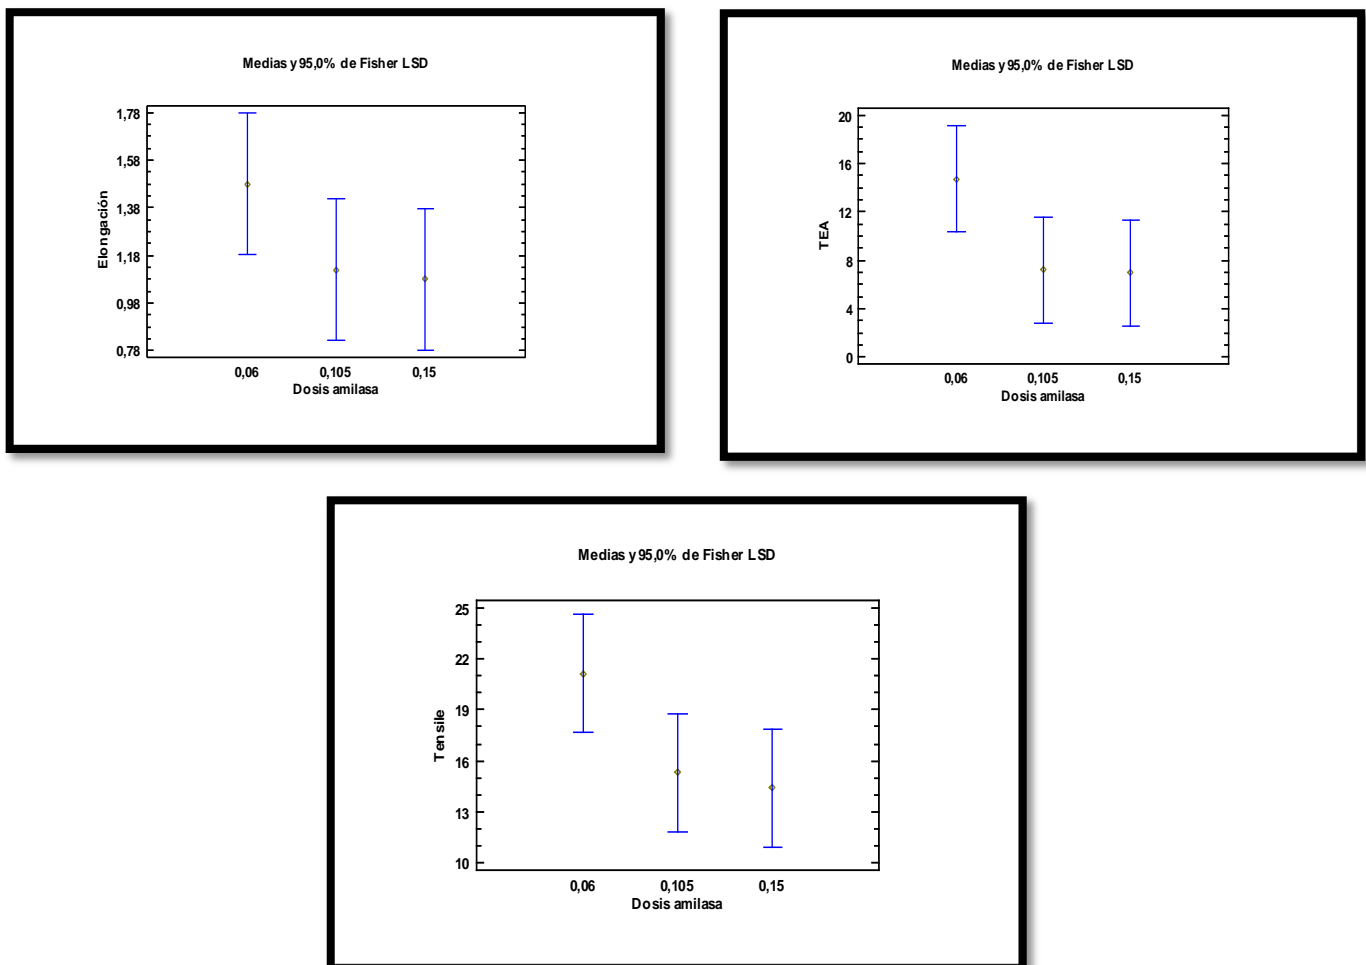 Medias y 95,0% de Fisher LSD
1,78
1,58
1,38
1,18
0,98
0,78
Elongación
0,06 0,105 0,15
Dosis amilasa
Medias y 95,0% de Fisher LSD
20
16
12
8
4
0
TEA
0,06 0,105 0,15
Dosis amilasa
Medias y 95,0% de Fisher LSD
25
22
19
16
13
10
Tensile
0,06 0,105 0,15
Dosis amilasa